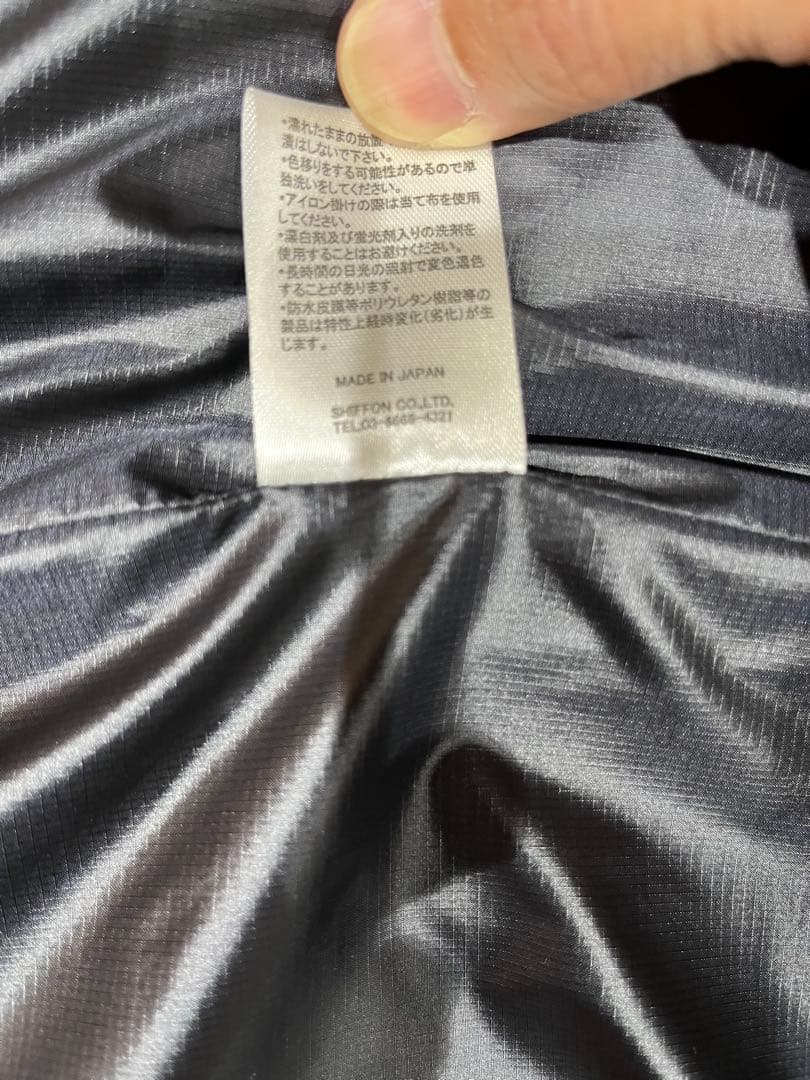 *濡れたままの放置
漬はしないで下さい。
*色移りをする可能性があるので単
独洗いをしてください。
*アイロン掛けの際は当て布を使用
してください。
*漂白剤及び蛍光剤入りの洗剤を
使用することはお避けください。
*長時間の日光の照射で変色退色
することがあります。
*防水皮膜等ポリウレタン樹脂等の
製品は特性上経時変化(劣化)が生
じます。
MADE IN JAPAN
SHIFFON CO.,LTD.
TEL:03-4668-4321